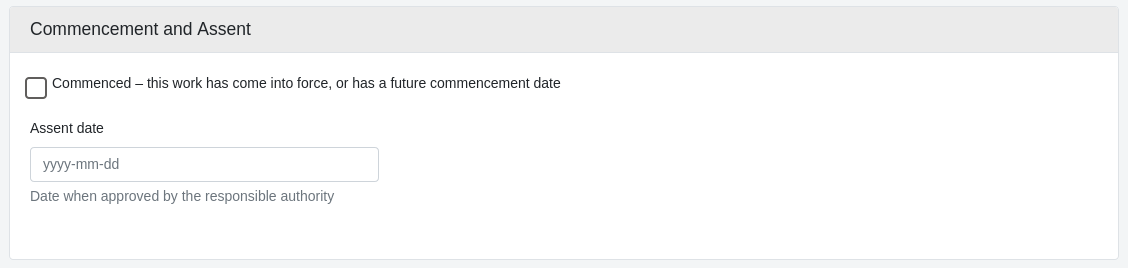 Commencement and Assent
Commenced – this work has come into force, or has a future commencement date
Assent date
yyyy-mm-dd
Date when approved by the responsible authority